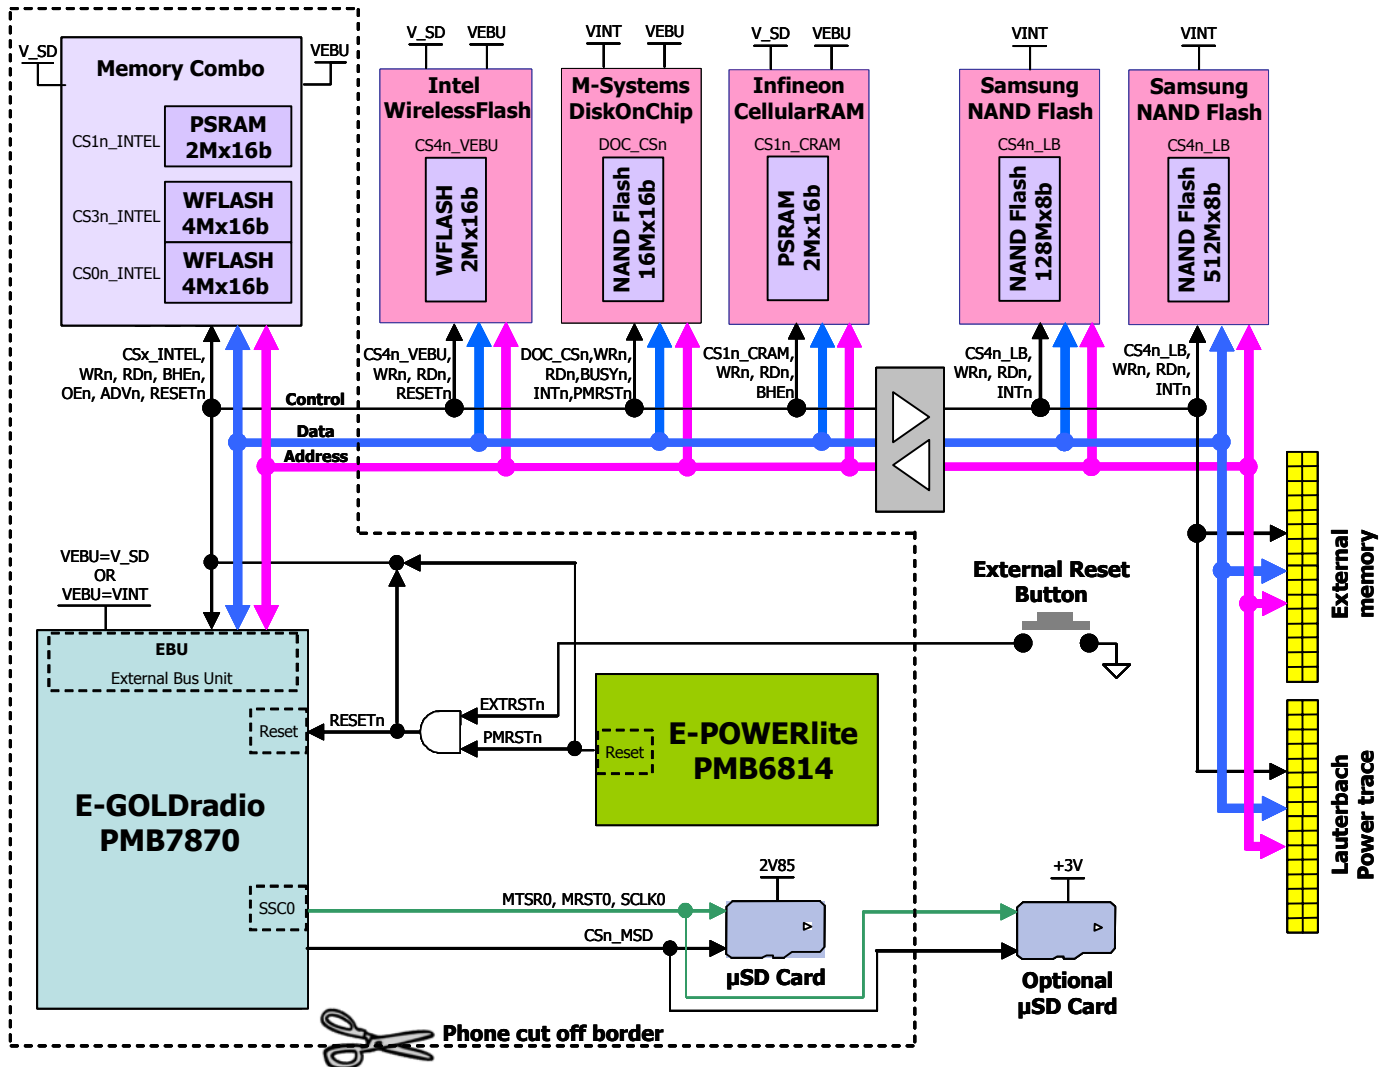 V_SD
VEBU
Memory Combo
CS1n_INTEL
PSRAM
2Mx16b
CS3n_INTEL
WFLASH
4Mx16b
CS0n_INTEL
WFLASH
4Mx16b
V_SD
VEBU
Intel
WirelessFlash
CS4n_VEBU
WFLASH
2Mx16b
VINT
VEBU
M-Systems
DiskOnChip
DOC_CSn
NAND Flash
16Mx16b
V_SD
VEBU
Infineon
CellularRAM
CS1n_CRAM
PSRAM
2Mx16b
VINT
Samsung
NAND Flash
CS4n_LB
NAND Flash
128Mx8b
VINT
Samsung
NAND Flash
CS4n_LB
NAND Flash
512Mx8b
CSx_INTEL,
WRn, RDn, BHEn,
OEn, ADVn, RESETn
CS4n_VEBU,
WRn, RDn,
RESETn
DOC_CSn,WRn,
RDn,BUSYn,
INTn,PMRSTn
CS1n_CRAM,
WRn, RDn,
BHEn
CS4n_LB,
WRn, RDn,
INTn
CS4n_LB,
WRn, RDn,
INTn
Control
Data
Address
External
memory
VEBU=V_SD
OR
VEBU=VINT
External Reset
Button
EBU
External Bus Unit
Reset
RESETn
EXTRSTn
PMRSTn
Reset
E-POWERlite
PMB6814
E-GOLDradio
PMB7870
Lauterbach
Power trace
SSC0
MTSR0, MRST0, SCLK0
CSn_MSD
2V85
µSD Card
+3V
Optional
µSD Card
Phone cut off border